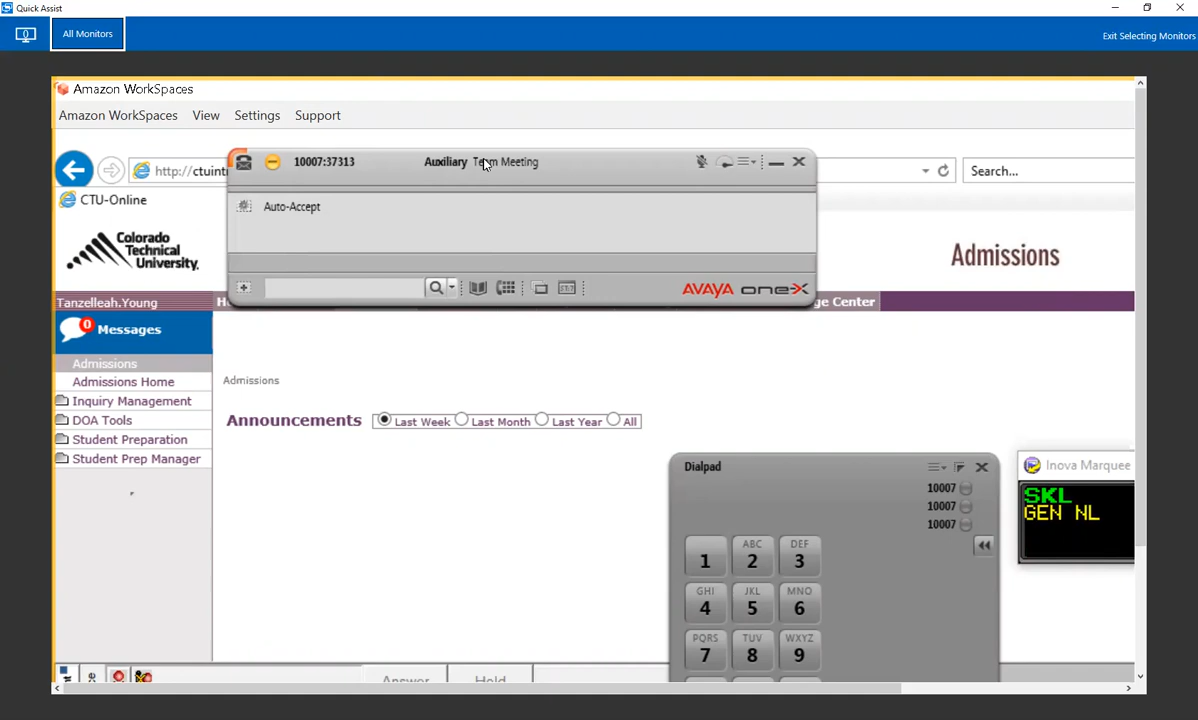 Quick Assist
All Monitors
Exit Selecting Monitors
Amazon WorkSpaces
Amazon WorkSpaces View Settings Support
10007:37313 Auxiliary Team Meeting
http://ctuint
Search...
CTU-Online
Auto-Accept
Colorado
Technical
University
Admissions
AVAYA one-X
Tanzelleah.Young
ge Center
0 Messages
Admissions
Admissions Home
Inquiry Management
DOA Tools
Student Preparation
Student Prep Manager
Admissions
Announcements Last Week Last Month Last Year All
Dialpad
10007
10007
10007
1 ABC 2 DEF 3
GHI 4 JKL 5 MNO 6
PQRS 7 TUV 8 WXYZ 9
Inova Marquee
SKL
GEN NL
Answer Hold